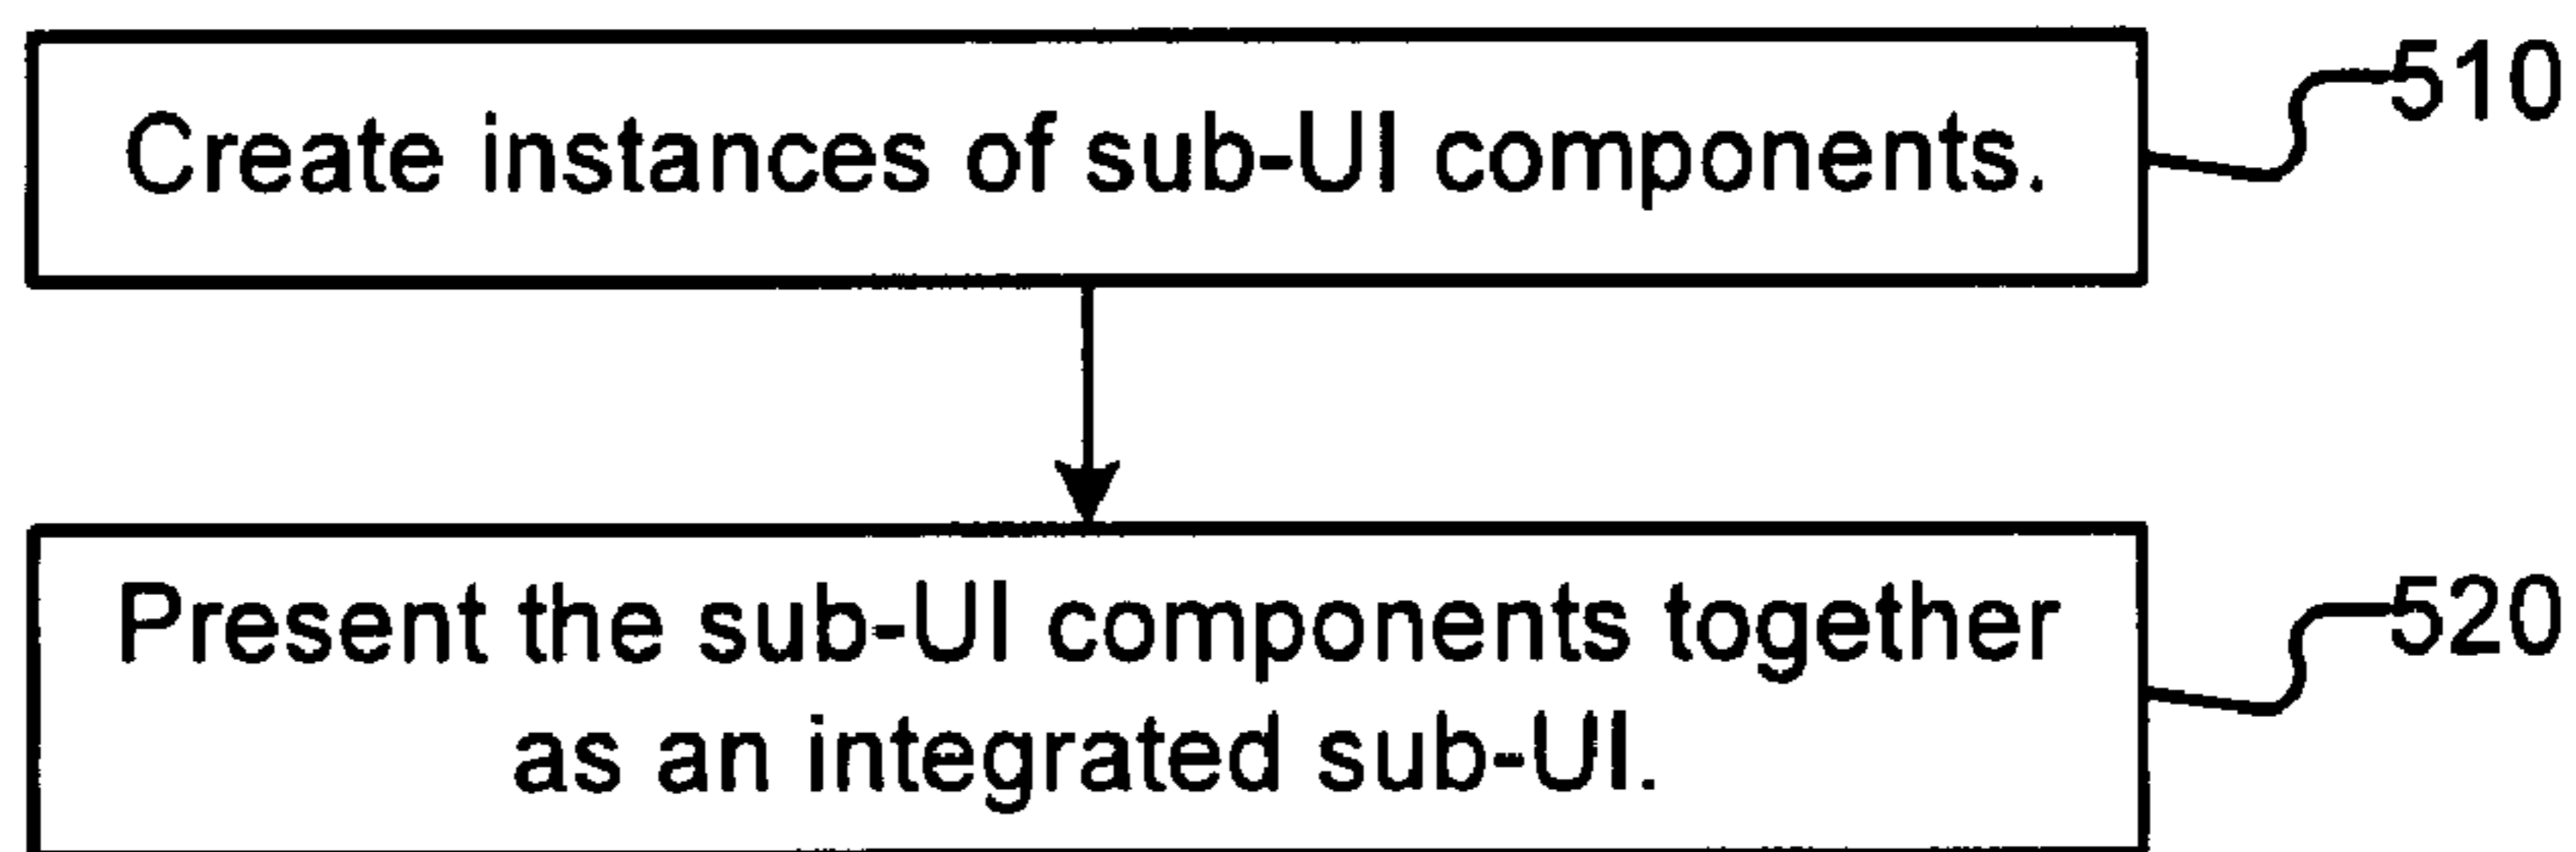 Create instances of sub-UI components.
510
Present the sub-UI components together
as an integrated sub-UI.
520